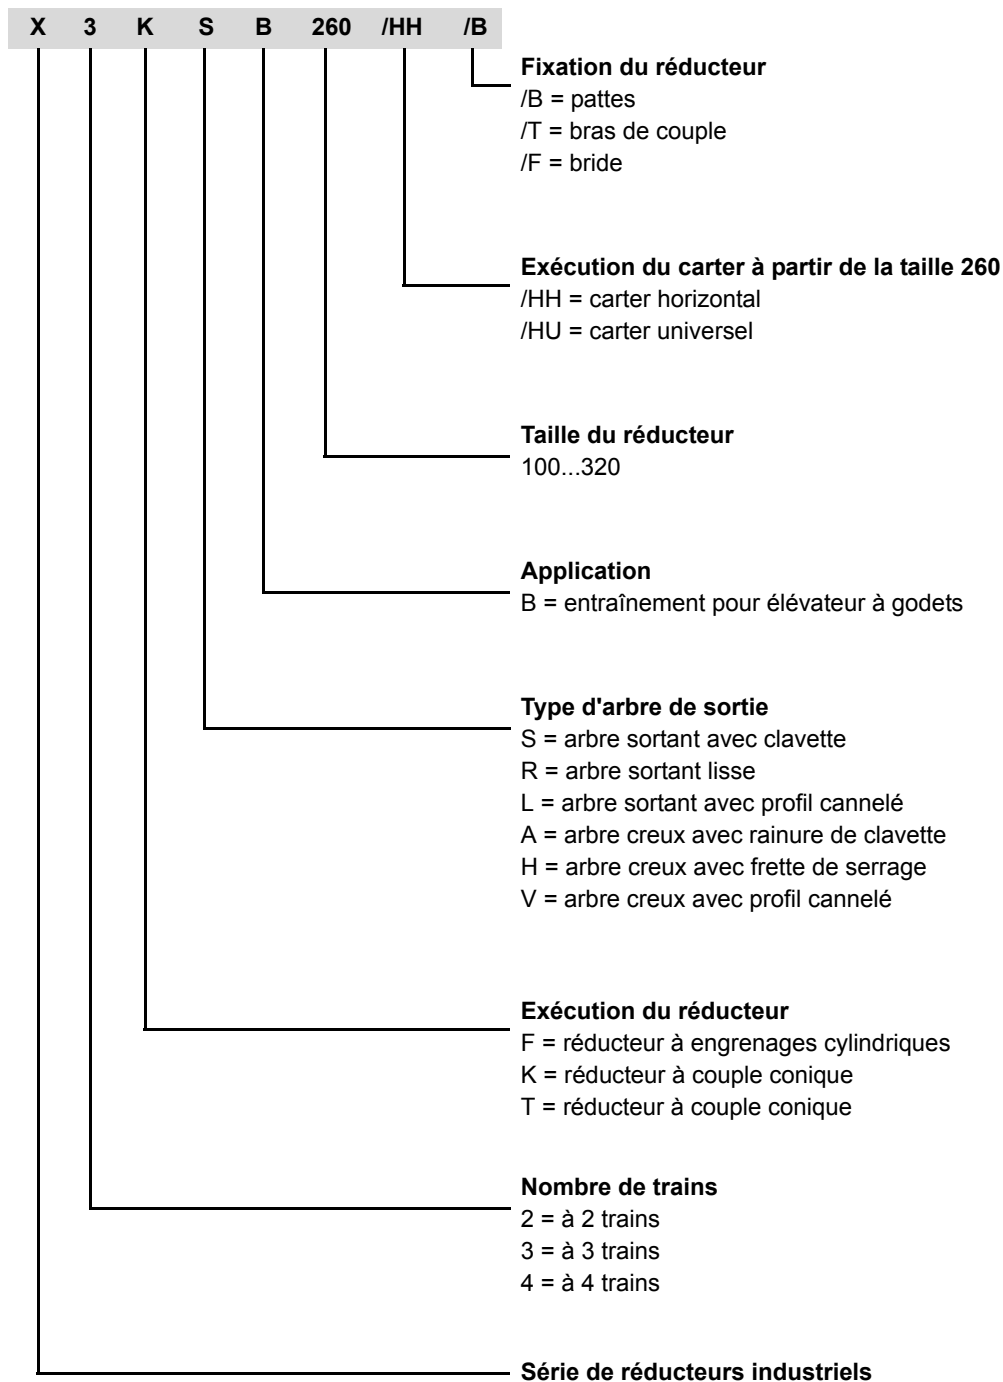 X 3 K S B 260 /HH /B
Fixation du réducteur
/B = pattes
/T = bras de couple
/F = bride
Exécution du carter à partir de la taille 260
/HH = carter horizontal
/HU = carter universel
Taille du réducteur
100...320
Application
B = entraînement pour élévateur à godets
Type d'arbre de sortie
S = arbre sortant avec clavette
R = arbre sortant lisse
L = arbre sortant avec profil cannelé
A = arbre creux avec rainure de clavette
H = arbre creux avec frette de serrage
V = arbre creux avec profil cannelé
Exécution du réducteur
F = réducteur à engrenages cylindriques
K = réducteur à couple conique
T = réducteur à couple conique
Nombre de trains
2 = à 2 trains
3 = à 3 trains
4 = à 4 trains
Série de réducteurs industriels